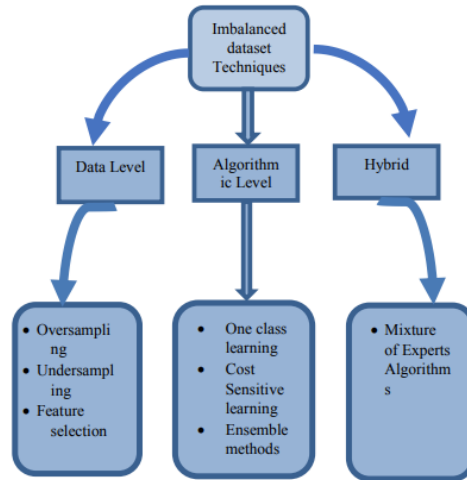 Imbalanced
dataset
Techniques
Data Level
Algorithm
ic Level
Hybrid
• Oversampli
ng
• Undersampl
ing
• Feature
selection
• One class
learning
• Cost
Sensitive
learning
• Ensemble
methods
• Mixture
of Experts
Algorithm
s